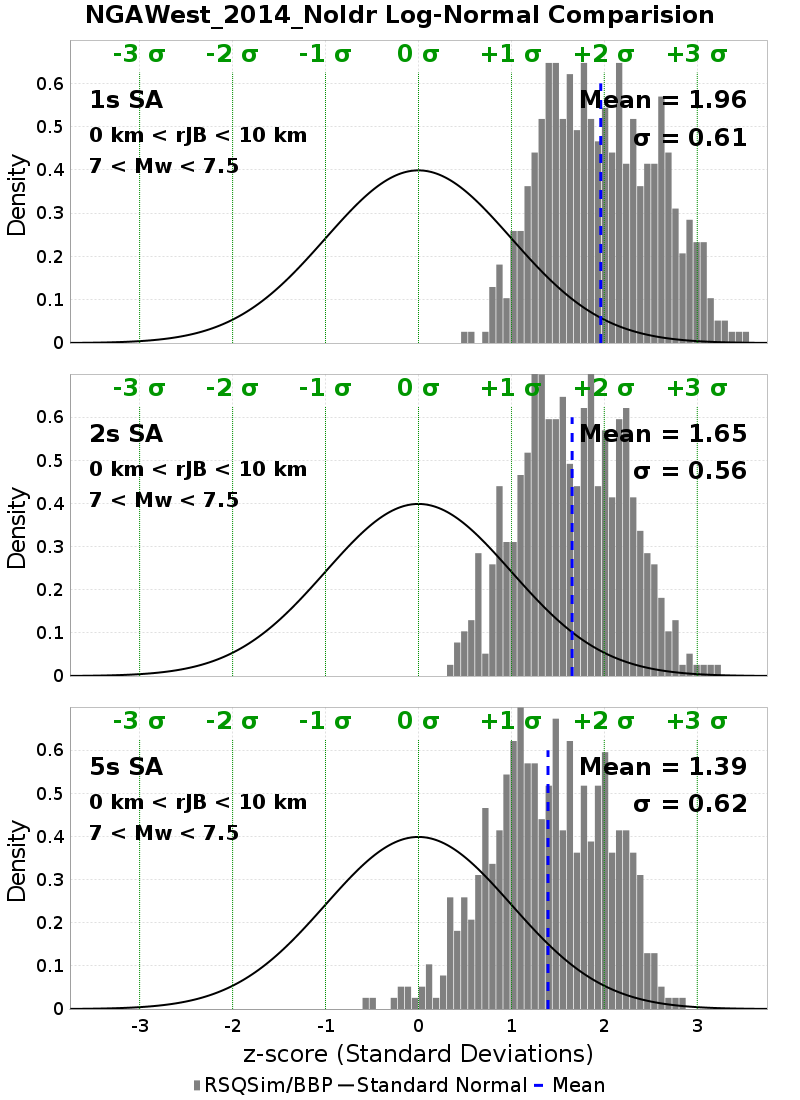 NGAWest_2014_NoIdr Log-Normal Comparision
-3 σ -2 σ -1 σ 0 σ +1 σ +2 σ +3 σ
1s SA
Mean = 1.96
0 km < rJB < 10 km
σ = 0.61
7 < Mw < 7.5
0.6
0.5
0.4
0.3
0.2
0.1
0
Density
-3 σ -2 σ -1 σ 0 σ +1 σ +2 σ +3 σ
2s SA
Mean = 1.65
0 km < rJB < 10 km
σ = 0.56
7 < Mw < 7.5
0.6
0.5
0.4
0.3
0.2
0.1
0
Density
-3 σ -2 σ -1 σ 0 σ +1 σ +2 σ +3 σ
5s SA
Mean = 1.39
0 km < rJB < 10 km
σ = 0.62
7 < Mw < 7.5
0.6
0.5
0.4
0.3
0.2
0.1
0
Density
-3 -2 -1 0 1 2 3
z-score (Standard Deviations)
RSQSim/BBP Standard Normal Mean